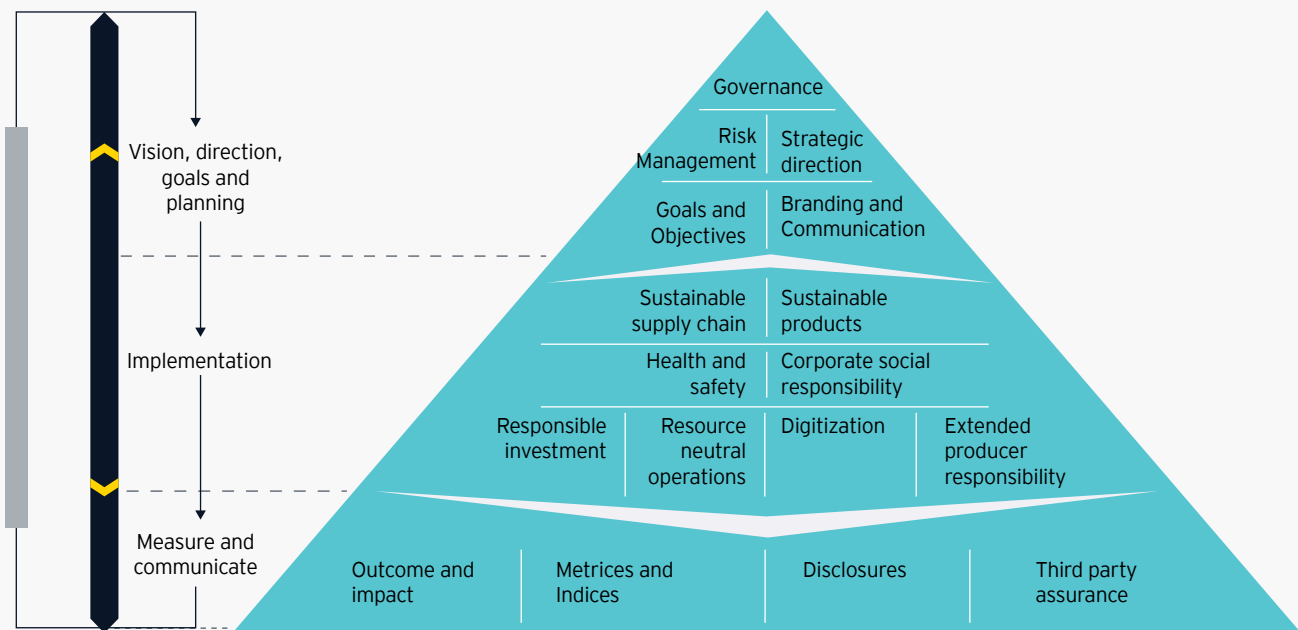 Vision, direction,
goals and
planning
Implementation
Measure and
communicate
Governance
Risk
Management
Strategic
direction
Goals and
Objectives
Branding and
Communication
Sustainable
supply chain
Sustainable
products
Health and
safety
Corporate social
responsibility
Responsible
investment
Resource
neutral
operations
Digitization
Extended
producer
responsibility
Outcome and
impact
Metrices and
Indices
Disclosures
Third party
assurance